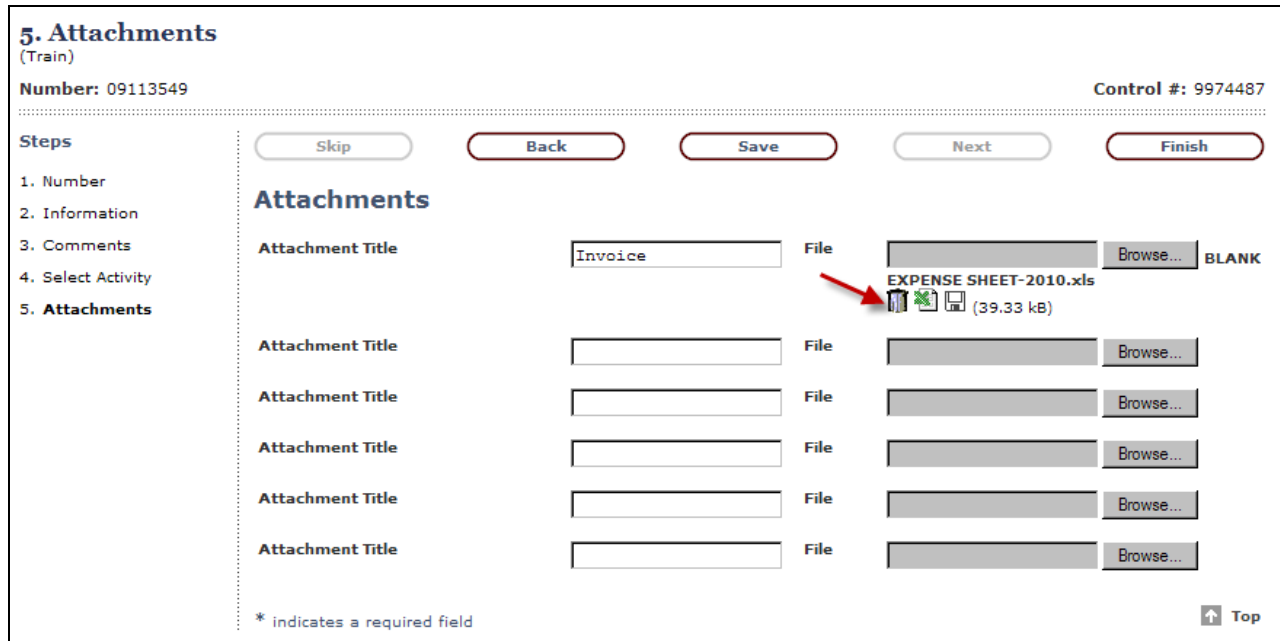 5. Attachments
(Train)
Number: 09113549 Control #: 9974487
Steps
1. Number
2. Information
3. Comments
4. Select Activity
5. Attachments
Skip Back Save Next Finish
Attachments
Attachment Title Invoice File Browse... BLANK
EXPENSE SHEET-2010.xls
(39.33 kB)
Attachment Title File Browse...
Attachment Title File Browse...
Attachment Title File Browse...
Attachment Title File Browse...
Attachment Title File Browse...
* indicates a required field Top